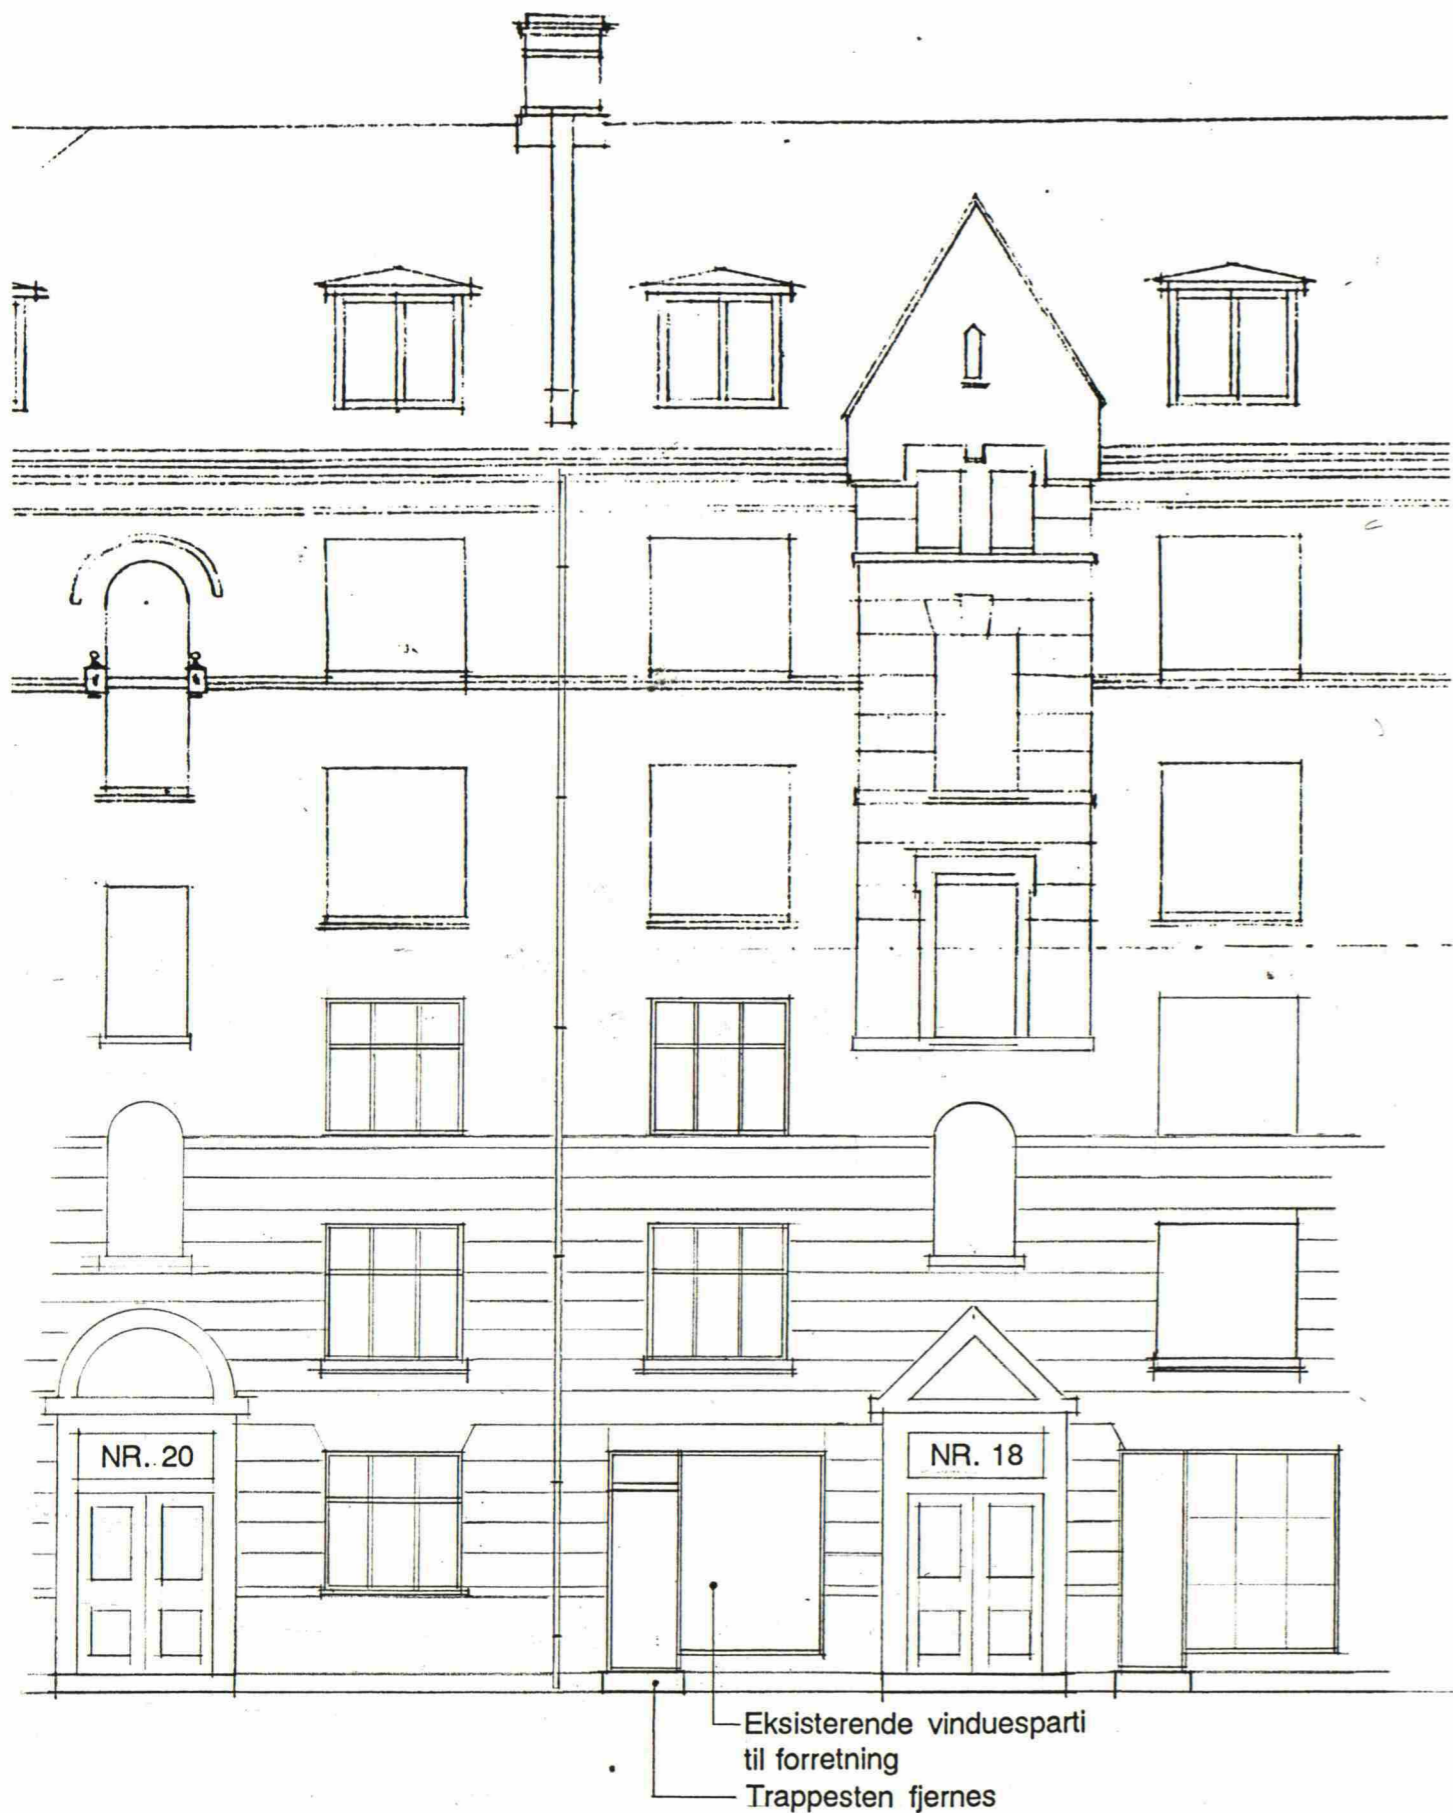 NR. 20
NR. 18
Eksisterende vinduesparti
til forretning
Trappesten fjernes